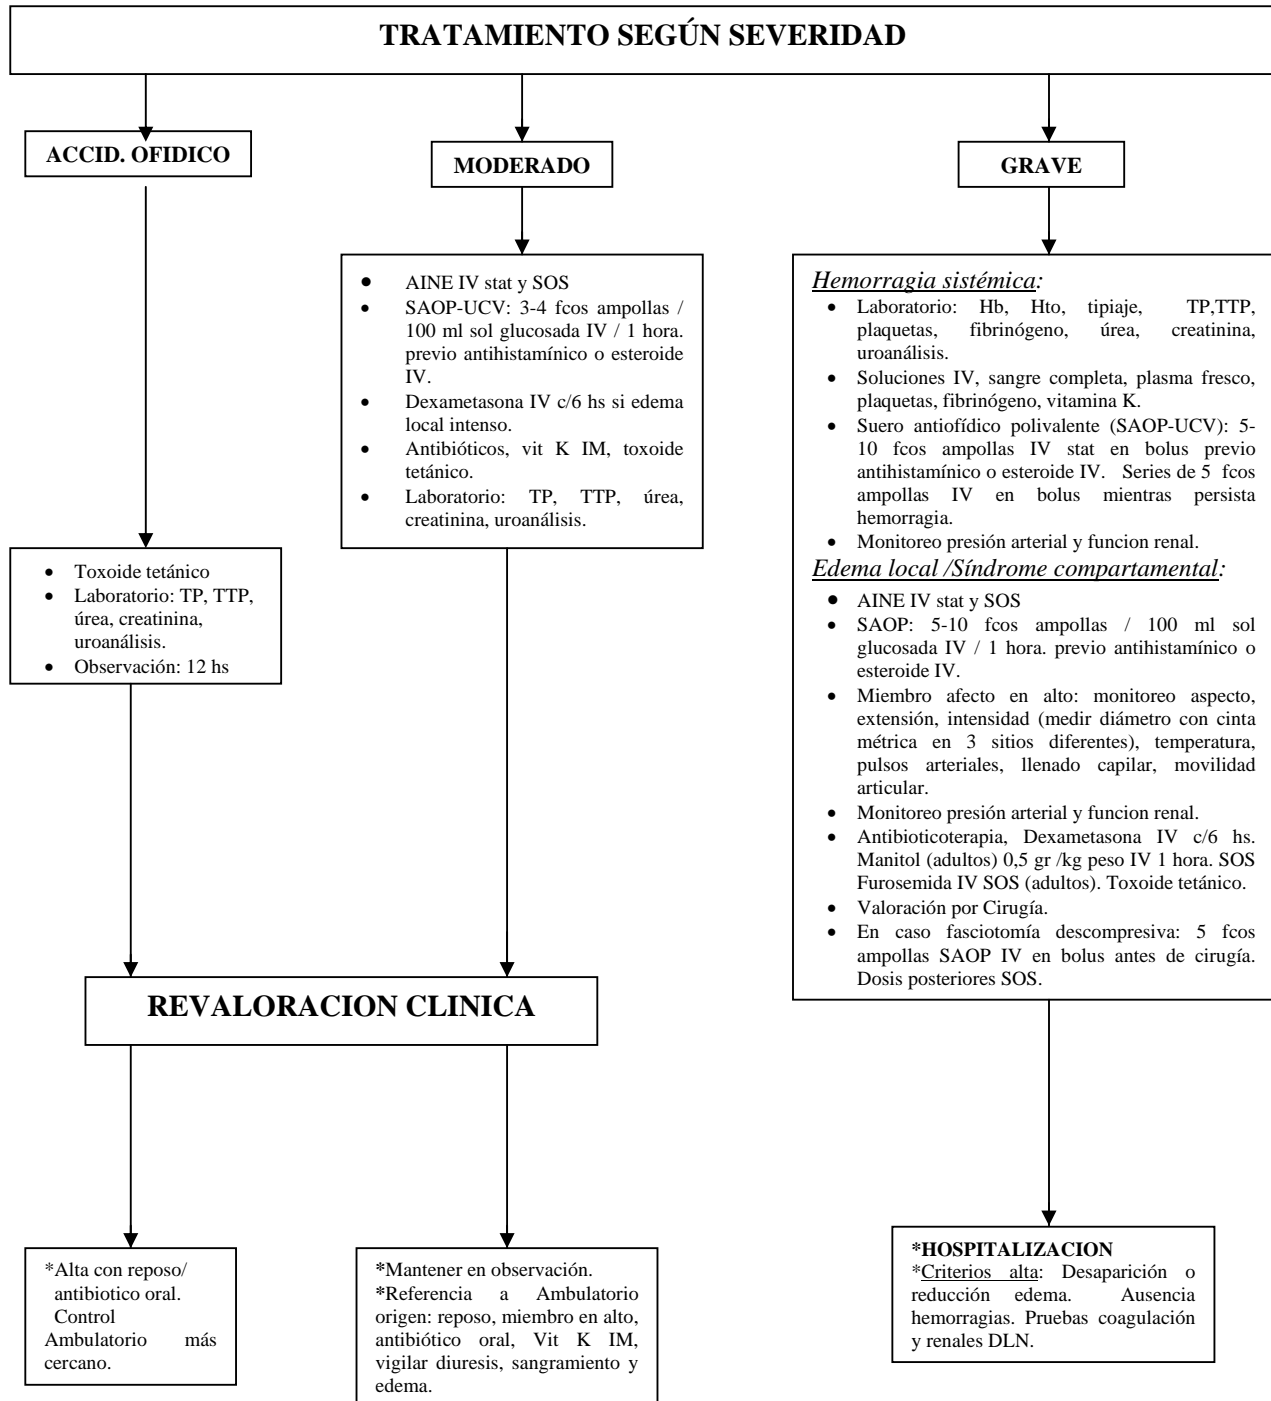 TRATAMIENTO SEGÚN SEVERIDAD
ACCID. OFIDICO
MODERADO
GRAVE
• AINE IV stat y SOS
• SAOP-UCV: 3-4 fcos ampollas /
100 ml sol glucosada IV / 1 hora.
previo antihistamínico o esteroide
IV.
• Dexametasona IV c/6 hs si edema
local intenso.
• Antibióticos, vit K IM, toxoide
tetánico.
• Laboratorio: TP, TTP, úrea,
creatinina, uroanálisis.
Hemorragia sistémica:
• Laboratorio: Hb, Hto, tipiaje, TP,TTP,
plaquetas, fibrinógeno, úrea, creatinina,
uroanálisis.
• Soluciones IV, sangre completa, plasma fresco,
plaquetas, fibrinógeno, vitamina K.
• Suero antiofídico polivalente (SAOP-UCV): 5-
10 fcos ampollas IV stat en bolus previo
antihistamínico o esteroide IV. Series de 5 fcos
ampollas IV en bolus mientras persista
hemorragia.
• Monitoreo presión arterial y funcion renal.
Edema local /Síndrome compartamental:
• AINE IV stat y SOS
• SAOP: 5-10 fcos ampollas / 100 ml sol
glucosada IV / 1 hora. previo antihistamínico o
esteroide IV.
• Miembro afecto en alto: monitoreo aspecto,
extensión, intensidad (medir diámetro con cinta
métrica en 3 sitios diferentes), temperatura,
pulsos arteriales, llenado capilar, movilidad
articular.
• Monitoreo presión arterial y funcion renal.
• Antibioticoterapia, Dexametasona IV c/6 hs.
Manitol (adultos) 0,5 gr /kg peso IV 1 hora. SOS
Furosemida IV SOS (adultos). Toxoide tetánico.
• Valoración por Cirugía.
• En caso fasciotomía descompresiva: 5 fcos
ampollas SAOP IV en bolus antes de cirugía.
Dosis posteriores SOS.
• Toxoide tetánico
• Laboratorio: TP, TTP,
úrea, creatinina,
uroanálisis.
• Observación: 12 hs
REVALORACION CLINICA
*Alta con reposo/
antibiotico oral.
Control
Ambulatorio más
cercano.
*Mantener en observación.
*Referencia a Ambulatorio
origen: reposo, miembro en alto,
antibiótico oral, Vit K IM,
vigilar diuresis, sangramiento y
edema.
*HOSPITALIZACION
*Criterios alta: Desaparición o
reducción edema. Ausencia
hemorragias. Pruebas coagulación
y renales DLN.